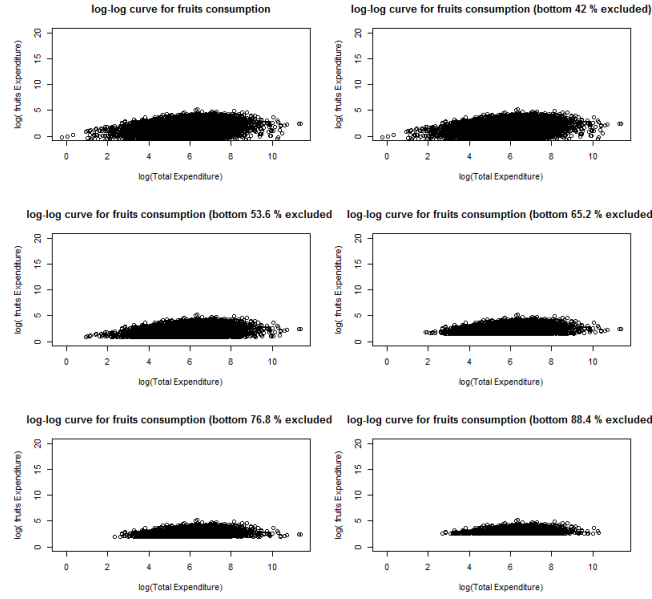 log-log curve for fruits consumption
log( fruits Expenditure)
20
15
10
5
0
0 2 4 6 8 10
log(Total Expenditure)
log-log curve for fruits consumption (bottom 42 % excluded)
log( fruits Expenditure)
20
15
10
5
0
0 2 4 6 8 10
log(Total Expenditure)
log-log curve for fruits consumption (bottom 53.6 % excluded
log( fruits Expenditure)
20
15
10
5
0
0 2 4 6 8 10
log(Total Expenditure)
log-log curve for fruits consumption (bottom 65.2 % excluded
log( fruits Expenditure)
20
15
10
5
0
0 2 4 6 8 10
log(Total Expenditure)
log-log curve for fruits consumption (bottom 76.8 % excluded
log( fruits Expenditure)
20
15
10
5
0
0 2 4 6 8 10
log(Total Expenditure)
log-log curve for fruits consumption (bottom 88.4 % excluded
log( fruits Expenditure)
20
15
10
5
0
0 2 4 6 8 10
log(Total Expenditure)